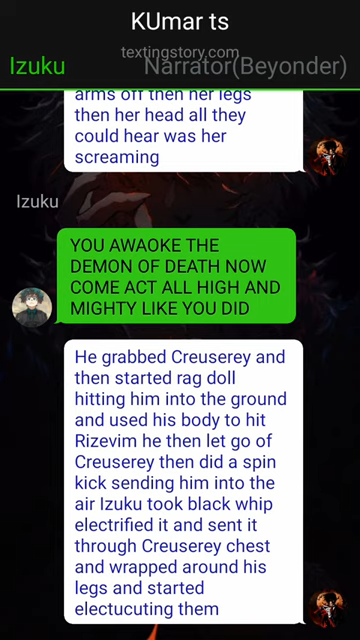 KUmar ts
textingstory.com
Izuku
Narrator(Beyonder)
arms off then her legs
then her head all they
could hear was her
screaming
Izuku
YOU AWAOKE THE
DEMON OF DEATH NOW
COME ACT ALL HIGH AND
MIGHTY LIKE YOU DID
He grabbed Creuserey and
then started rag doll
hitting him into the ground
and used his body to hit
Rizevim he then let go of
Creuserey then did a spin
kick sending him into the
air Izuku took black whip
electrified it and sent it
through Creuserey chest
and wrapped around his
legs and started
electucuting them